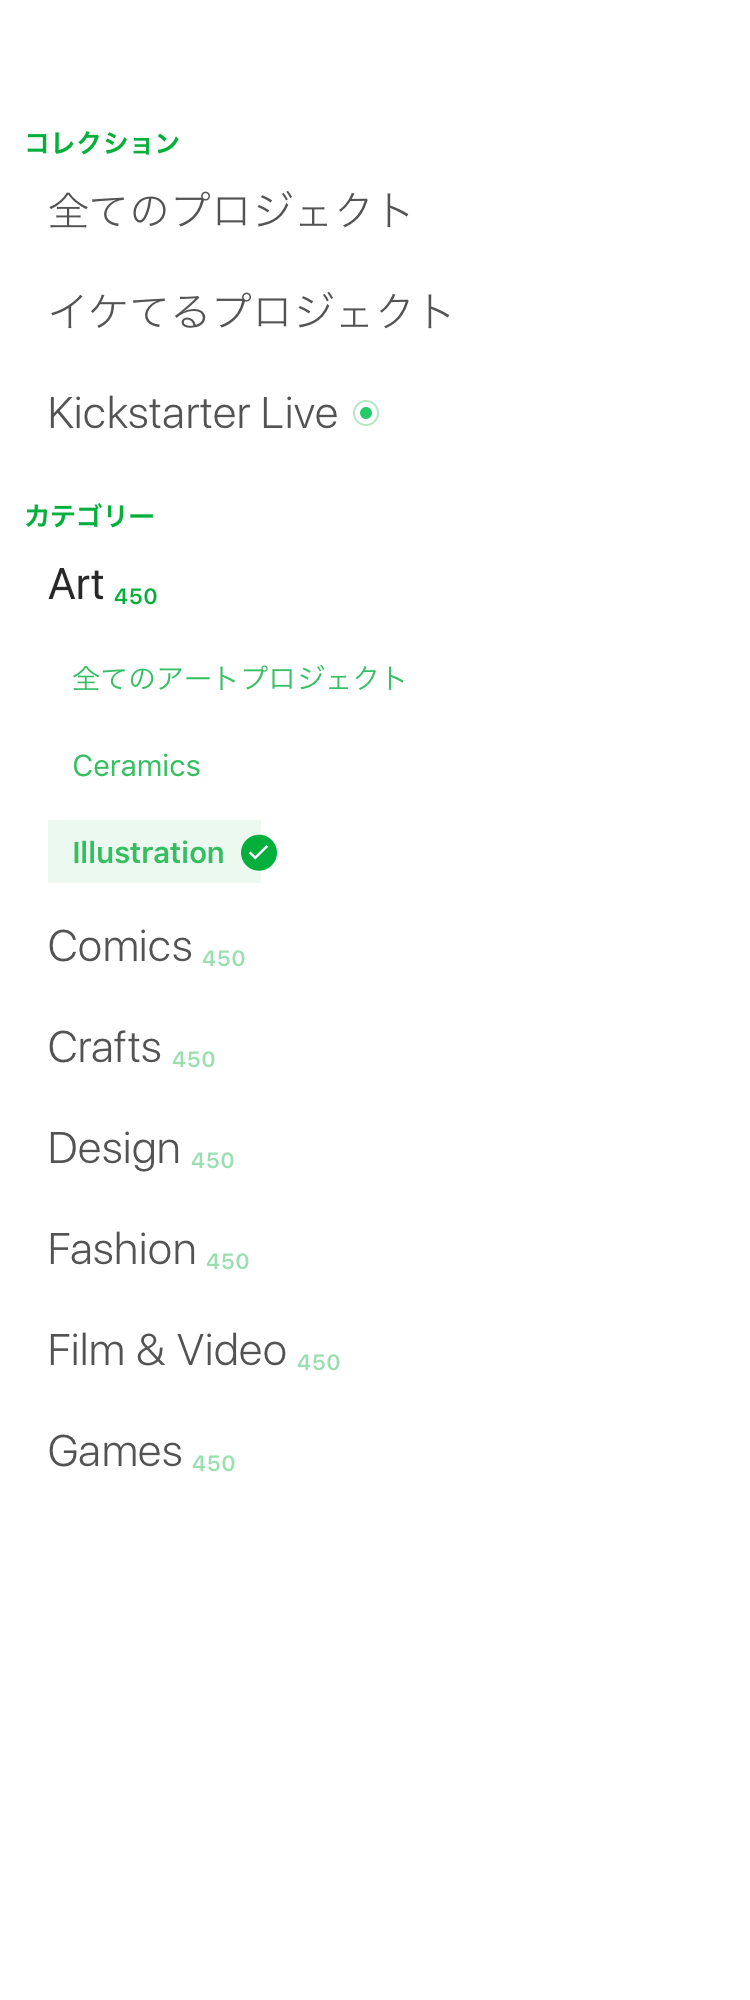 コレクション
全てのプロジェクト
イケてるプロジェクト
Kickstarter Live
カテゴリー
Art 450
全てのアートプロジェクト
Ceramics
Illustration
Comics 450
Crafts 450
Design 450
Fashion 450
Film & Video 450
Games 450